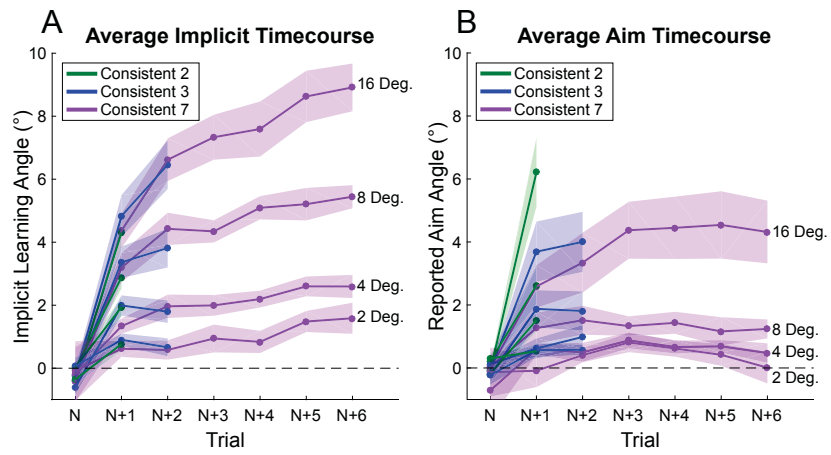 A
Average Implicit Timecourse
Implicit Learning Angle (°)
10
8
6
4
2
0
Consistent 2
Consistent 3
Consistent 7
16 Deg.
8 Deg.
4 Deg.
2 Deg.
N N+1 N+2 N+3 N+4 N+5 N+6
Trial
B
Average Aim Timecourse
Reported Aim Angle (°)
10
8
6
4
2
0
Consistent 2
Consistent 3
Consistent 7
16 Deg.
8 Deg.
4 Deg.
2 Deg.
N N+1 N+2 N+3 N+4 N+5 N+6
Trial